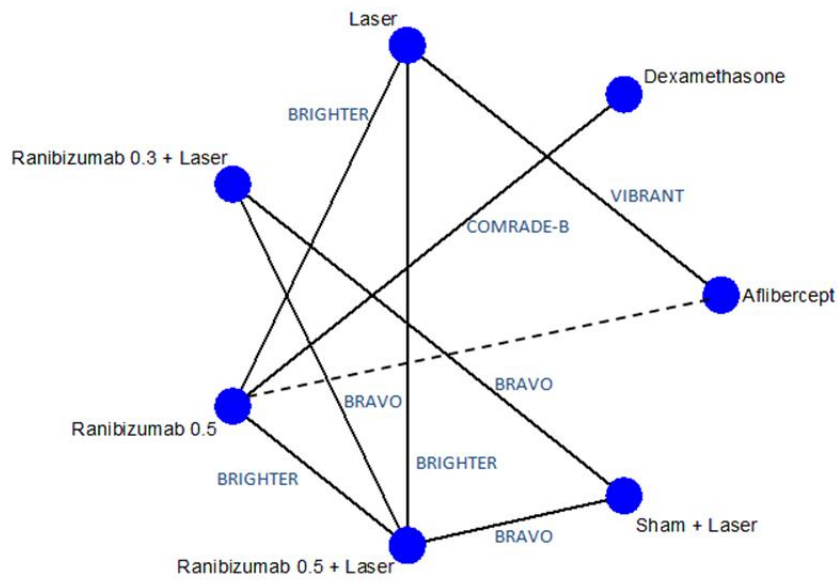 Laser
Dexamethasone
BRIGHTER
Ranibizumab 0.3 + Laser
VIBRANT
COMRADE-B
Aflibercept
BRAVO
BRAVO
Ranibizumab 0.5
BRIGHTER
BRIGHTER
Sham + Laser
BRAVO
Ranibizumab 0.5 + Laser